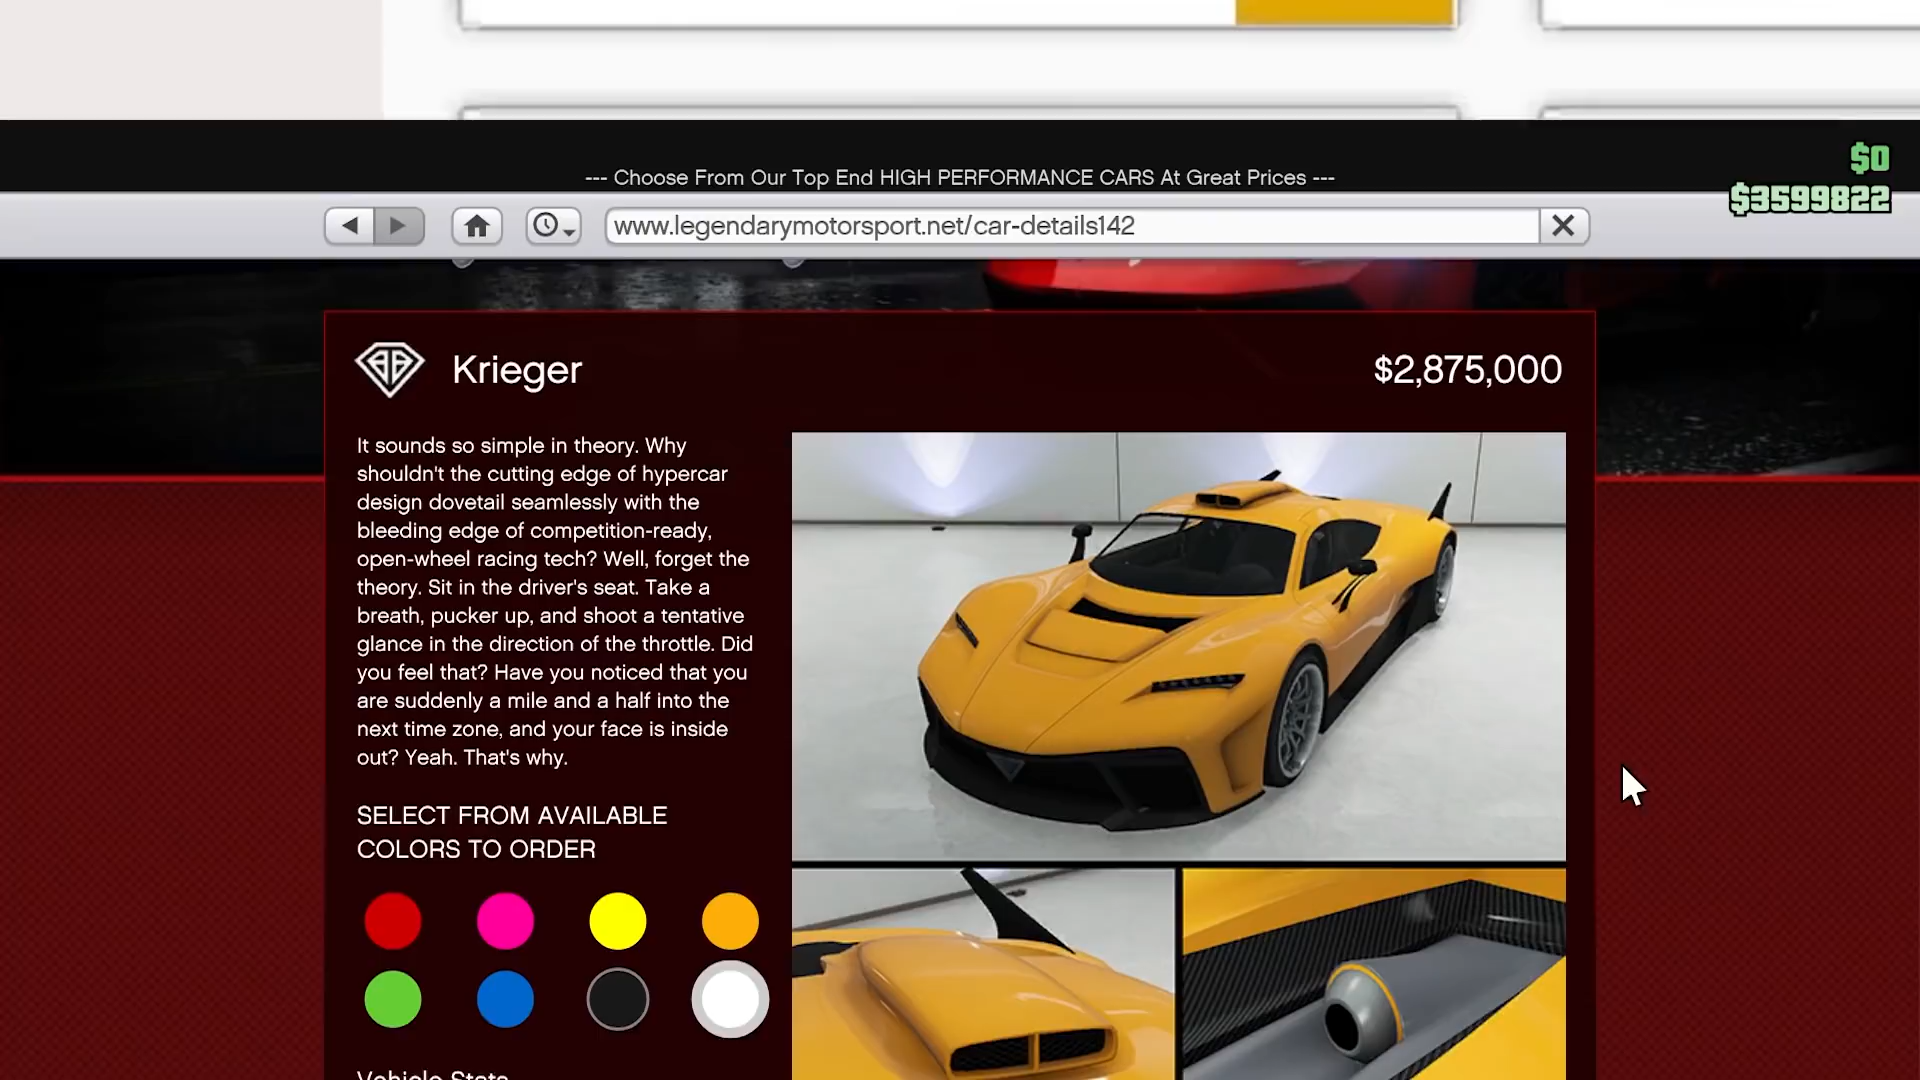 --- Choose From Our Top End HIGH PERFORMANCE CARS At Great Prices ---
$0
$3599822
www.legendarymotorsport.net/car-details142
Krieger
$2,875,000
It sounds so simple in theory. Why
shouldn't the cutting edge of hypercar
design dovetail seamlessly with the
bleeding edge of competition-ready,
open-wheel racing tech? Well, forget the
theory. Sit in the driver's seat. Take a
breath, pucker up, and shoot a tentative
glance in the direction of the throttle. Did
you feel that? Have you noticed that you
are suddenly a mile and a half into the
next time zone, and your face is inside
out? Yeah. That's why.
SELECT FROM AVAILABLE
COLORS TO ORDER
Vehicle Stats